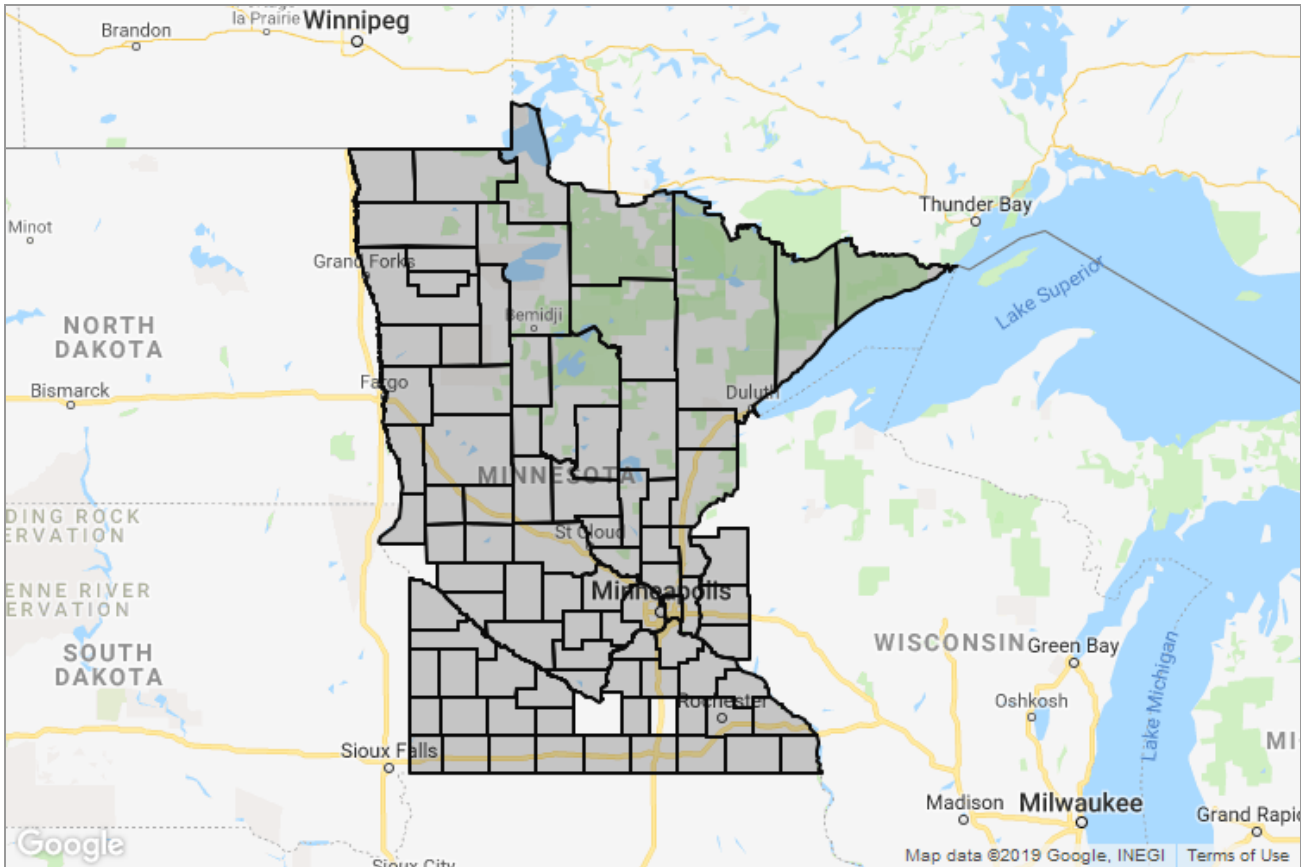 la Prairie
Winnipeg
Brandon
Thunder Bay
Minot
Grand Forks
Lake Superior
NORTH
DAKOTA
Bemidji
Bismarck
Fargo
Duluth
MINNESOTA
DING ROCK
ERVATION
St Cloud
ENNE RIVER
ERVATION
Minneapolis
WISCONSIN
Green Bay
SOUTH
DAKOTA
Lake Michigan
Oshkosh
Rochester
MI
Sioux Falls
Madison
Milwaukee
Grand Rapid
Google
Sioux City
Map data ©2019 Google, INEGI
Terms of Use